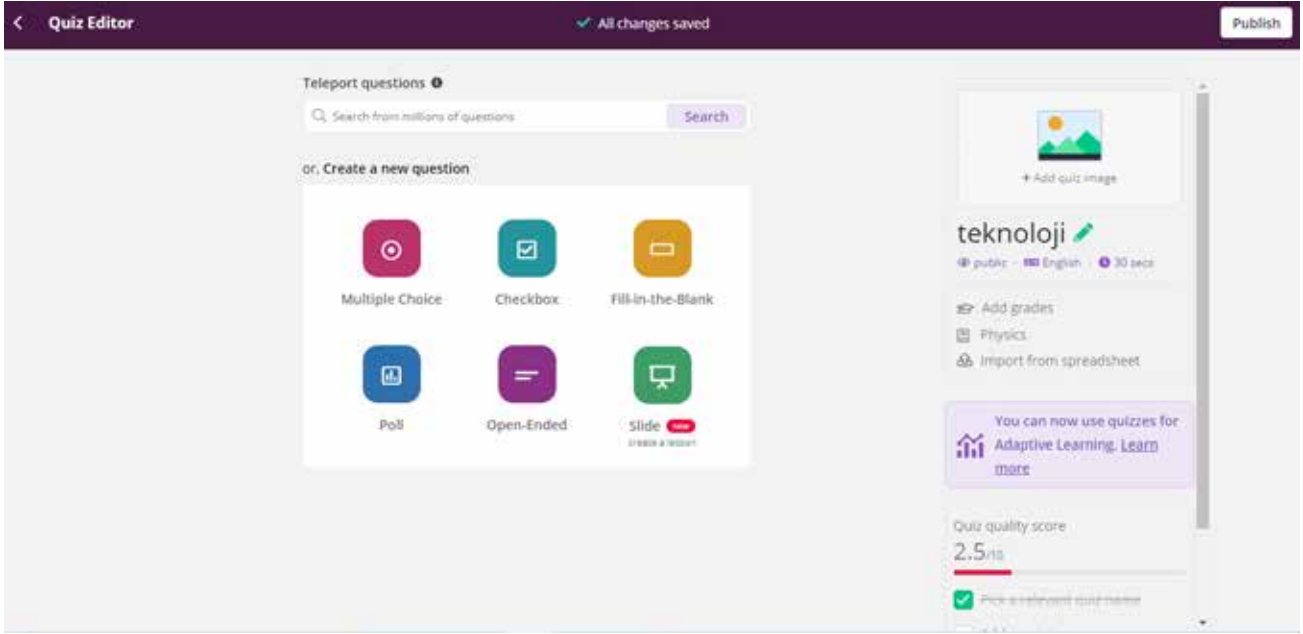 Quiz Editor
All changes saved
Publish
Teleport questions
Search from millions of questions
Search
or, Create a new question
Multiple Choice
Checkbox
Fill-in-the-Blank
Poll
Open-Ended
Slide new
create a lesson
+ Add quiz image
teknoloji
public
English
30 secs
Add grades
Physics
Import from spreadsheet
You can now use quizzes for
Adaptive Learning. Learn
more
Quiz quality score
2.5/10
Pick a relevant quiz name